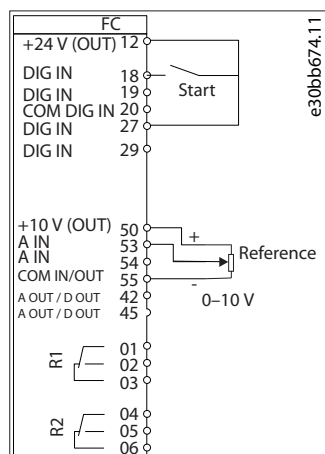 FC
+24 V (OUT) 12
DIG IN 18
DIG IN 19
COM DIG IN 20
DIG IN 27
DIG IN 29
Start
+10 V (OUT) 50
A IN 53
A IN 54
COM IN/OUT 55
A OUT / D OUT 42
A OUT / D OUT 45
+
Reference
-
0–10 V
R1
01
02
03
R2
04
05
06
e30bb674.11